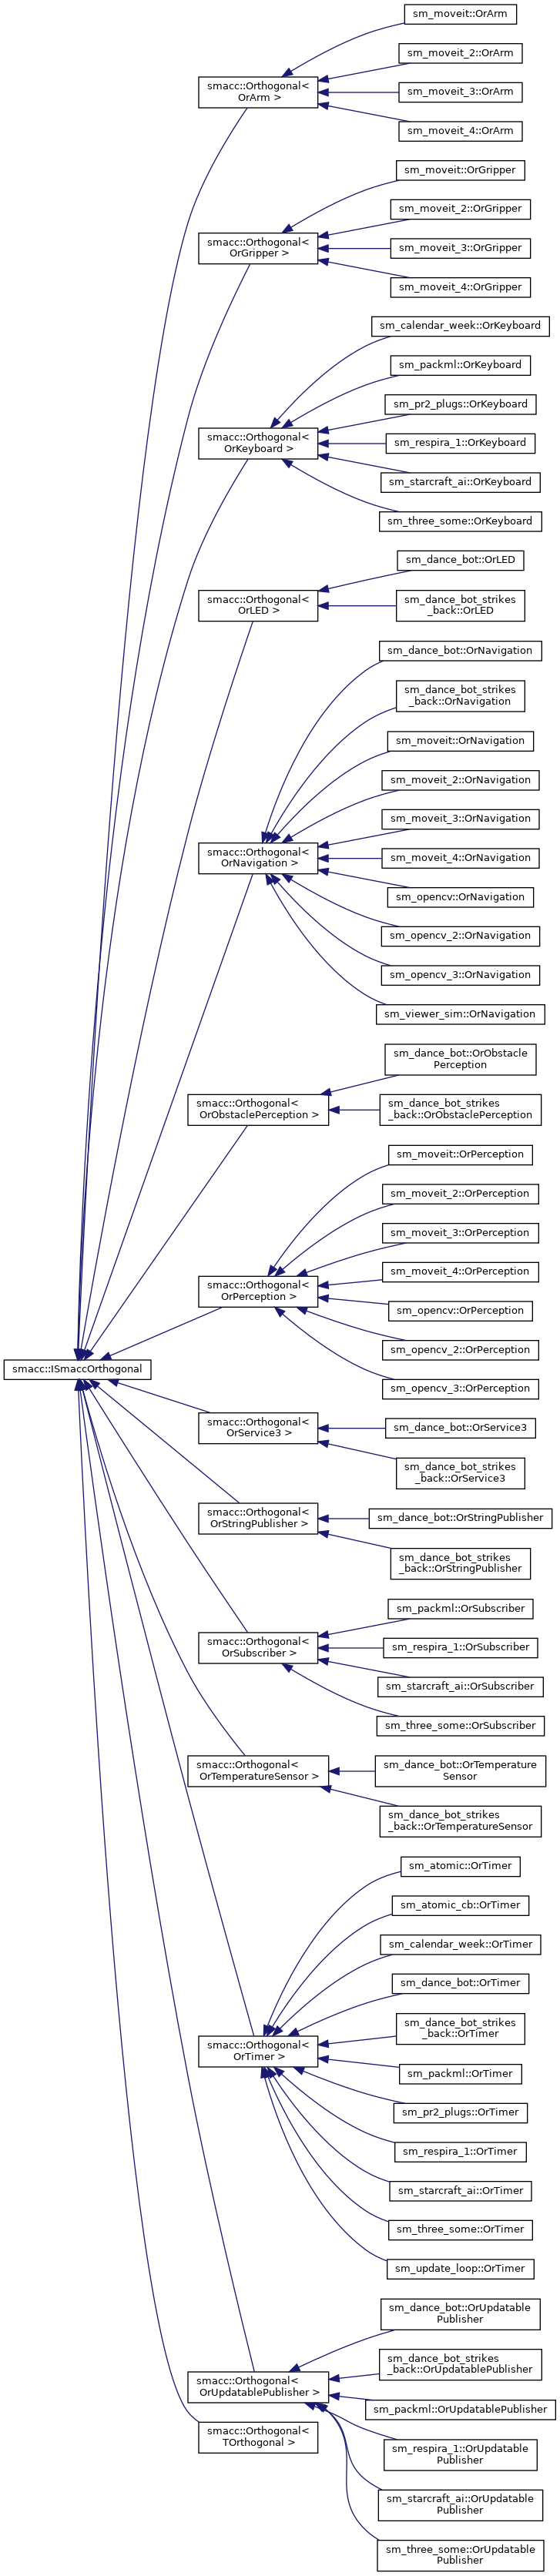 sm_moveit::OrArm
sm_moveit_2::OrArm
smacc::Orthogonal<
OrArm >
sm_moveit_3::OrArm
sm_moveit_4::OrArm
sm_moveit::OrGripper
sm_moveit_2::OrGripper
smacc::Orthogonal<
OrGripper >
sm_moveit_3::OrGripper
sm_moveit_4::OrGripper
sm_calendar_week::OrKeyboard
sm_packml::OrKeyboard
sm_pr2_plugs::OrKeyboard
smacc::Orthogonal<
OrKeyboard >
sm_respira_1::OrKeyboard
sm_starcraft_ai::OrKeyboard
sm_three_some::OrKeyboard
sm_dance_bot::OrLED
smacc::Orthogonal<
OrLED >
sm_dance_bot_strikes
_back::OrLED
sm_dance_bot::OrNavigation
sm_dance_bot_strikes
_back::OrNavigation
sm_moveit::OrNavigation
sm_moveit_2::OrNavigation
sm_moveit_3::OrNavigation
smacc::Orthogonal<
OrNavigation >
sm_moveit_4::OrNavigation
sm_opencv::OrNavigation
sm_opencv_2::OrNavigation
sm_opencv_3::OrNavigation
sm_viewer_sim::OrNavigation
sm_dance_bot::OrObstacle
Perception
smacc::Orthogonal<
OrObstaclePerception >
sm_dance_bot_strikes
_back::OrObstaclePerception
sm_moveit::OrPerception
sm_moveit_2::OrPerception
sm_moveit_3::OrPerception
sm_moveit_4::OrPerception
smacc::Orthogonal<
OrPerception >
sm_opencv::OrPerception
sm_opencv_2::OrPerception
smacc::ISmaccOrthogonal
sm_opencv_3::OrPerception
smacc::Orthogonal<
OrService3 >
sm_dance_bot::OrService3
sm_dance_bot_strikes
_back::OrService3
smacc::Orthogonal<
OrStringPublisher >
sm_dance_bot::OrStringPublisher
sm_dance_bot_strikes
_back::OrStringPublisher
sm_packml::OrSubscriber
smacc::Orthogonal<
OrSubscriber >
sm_respira_1::OrSubscriber
sm_starcraft_ai::OrSubscriber
sm_three_some::OrSubscriber
smacc::Orthogonal<
OrTemperatureSensor >
sm_dance_bot::OrTemperature
Sensor
sm_dance_bot_strikes
_back::OrTemperatureSensor
sm_atomic::OrTimer
sm_atomic_cb::OrTimer
sm_calendar_week::OrTimer
sm_dance_bot::OrTimer
sm_dance_bot_strikes
_back::OrTimer
smacc::Orthogonal<
OrTimer >
sm_packml::OrTimer
sm_pr2_plugs::OrTimer
sm_respira_1::OrTimer
sm_starcraft_ai::OrTimer
sm_three_some::OrTimer
sm_update_loop::OrTimer
sm_dance_bot::OrUpdatable
Publisher
sm_dance_bot_strikes
_back::OrUpdatablePublisher
smacc::Orthogonal<
OrUpdatablePublisher >
sm_packml::OrUpdatablePublisher
smacc::Orthogonal<
TOrthogonal >
sm_respira_1::OrUpdatable
Publisher
sm_starcraft_ai::OrUpdatable
Publisher
sm_three_some::OrUpdatable
Publisher